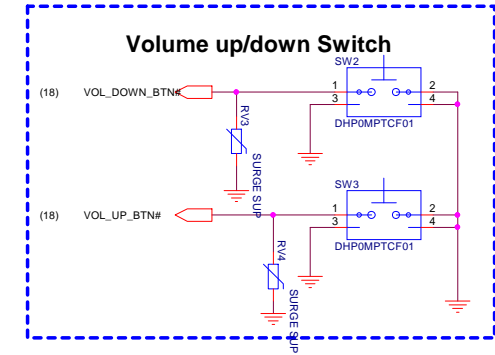 Volume up/down Switch
SW2
(18) VOL_DOWN_BTN# 1 2
3 4
RV3
DHP0MPTCF01
SURGE SUP
SW3
(18) VOL_UP_BTN# 1 2
3 4
RV4
DHP0MPTCF01
SURGE SUP